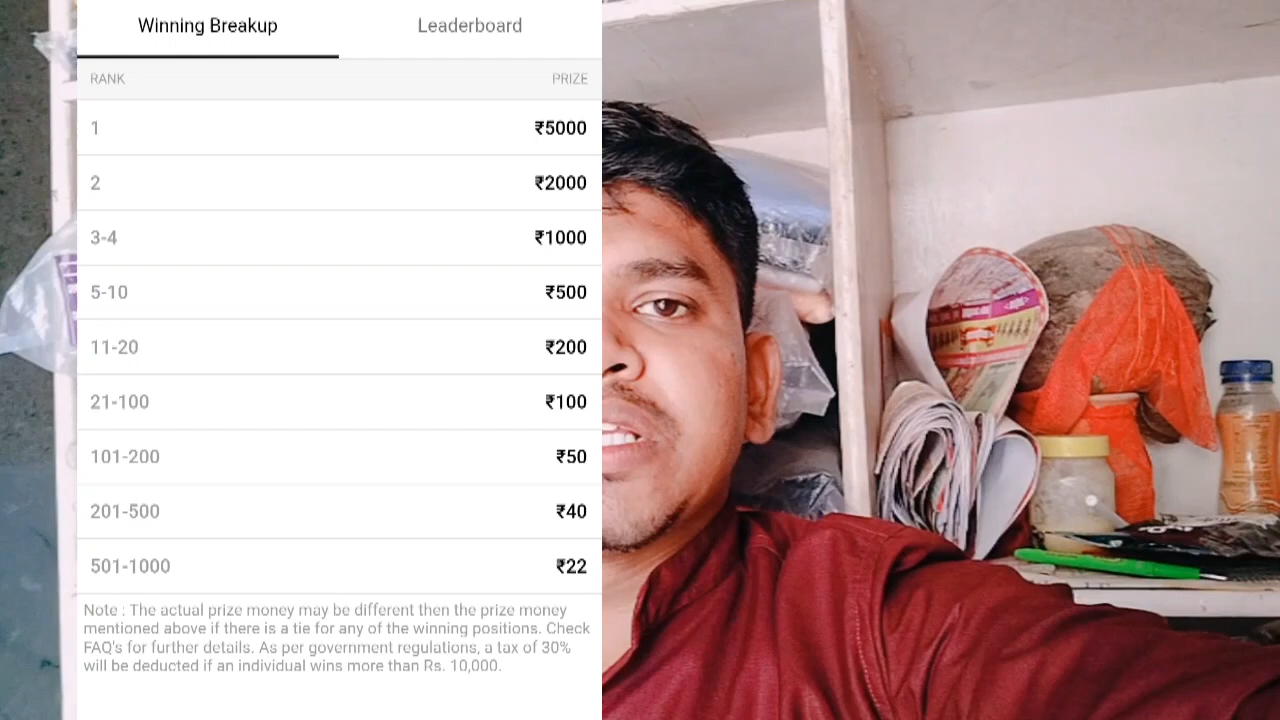 Winning Breakup Leaderboard
RANK PRIZE
1 ₹5000
2 ₹2000
3-4 ₹1000
5-10 ₹500
11-20 ₹200
21-100 ₹100
101-200 ₹50
201-500 ₹40
501-1000 ₹22
Note : The actual prize money may be different then the prize money
mentioned above if there is a tie for any of the winning positions. Check
FAQ's for further details. As per government regulations, a tax of 30%
will be deducted if an individual wins more than Rs. 10,000.